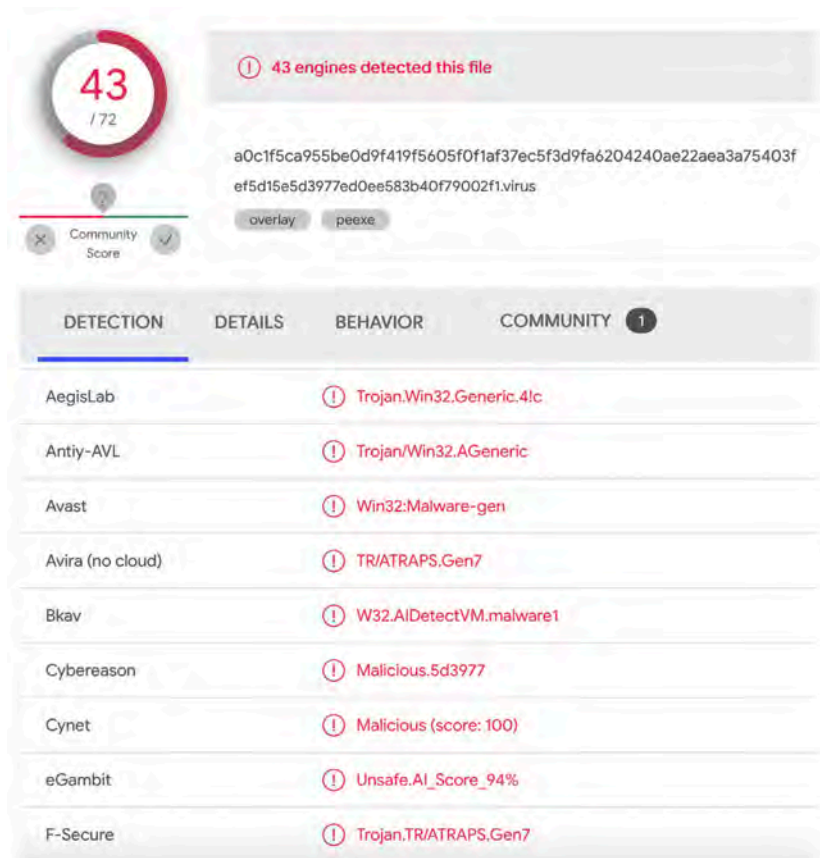 43
/ 72
43 engines detected this file
a0c1f5ca955be0d9f419f5605f0f1af37ec5f3d9fa6204240ae22aea3a75403f
ef5d15e5d3977ed0ee583b40f79002f1.virus
overlay peexe
?
Community
Score
DETECTION DETAILS BEHAVIOR COMMUNITY 1
AegisLab Trojan.Win32.Generic.4!c
Antiy-AVL Trojan/Win32.AGeneric
Avast Win32:Malware-gen
Avira (no cloud) TR/ATRAPS.Gen7
Bkav W32.AIDetectVM.malware1
Cybereason Malicious.5d3977
Cynet Malicious (score: 100)
eGambit Unsafe.AI_Score_94%
F-Secure Trojan.TR/ATRAPS.Gen7